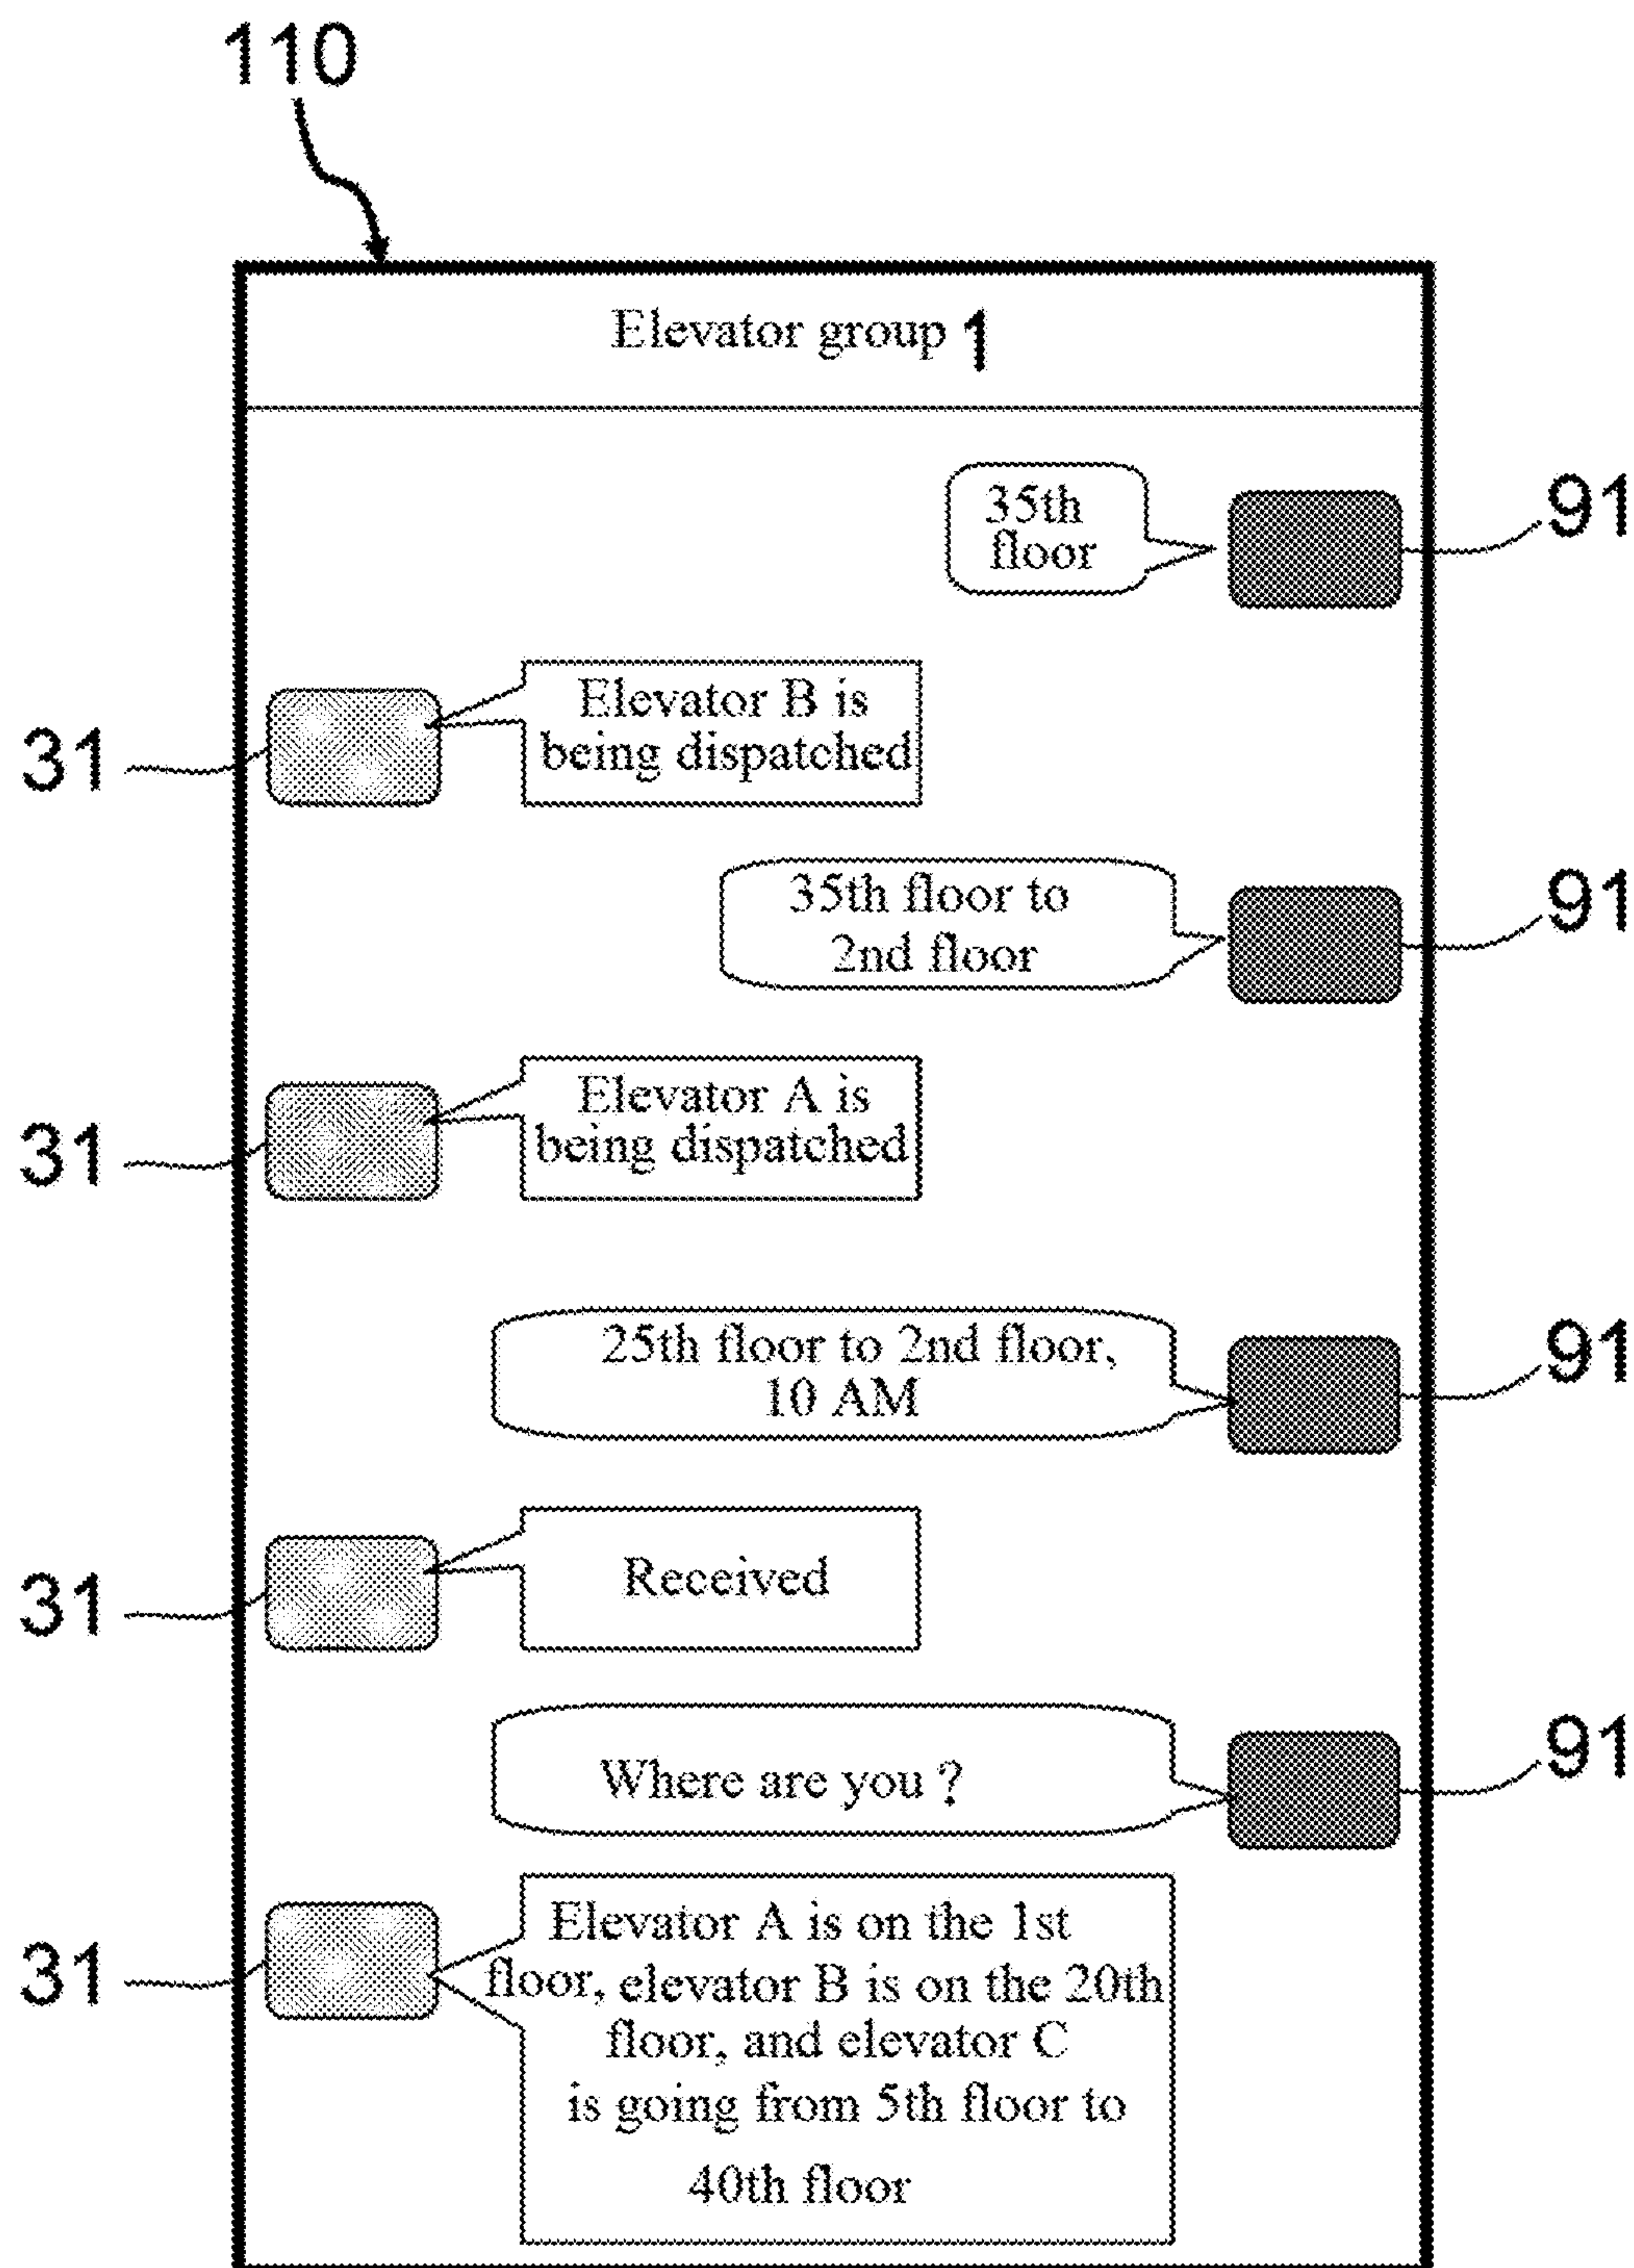 110
Elevator group 1
35th
floor
91
Elevator B is
being dispatched
31
35th floor to
2nd floor
91
Elevator A is
being dispatched
31
25th floor to 2nd floor,
10 AM
91
Received
31
Where are you ?
91
Elevator A is on the 1st
floor, elevator B is on the 20th
floor, and elevator C
is going from 5th floor to
40th floor
31